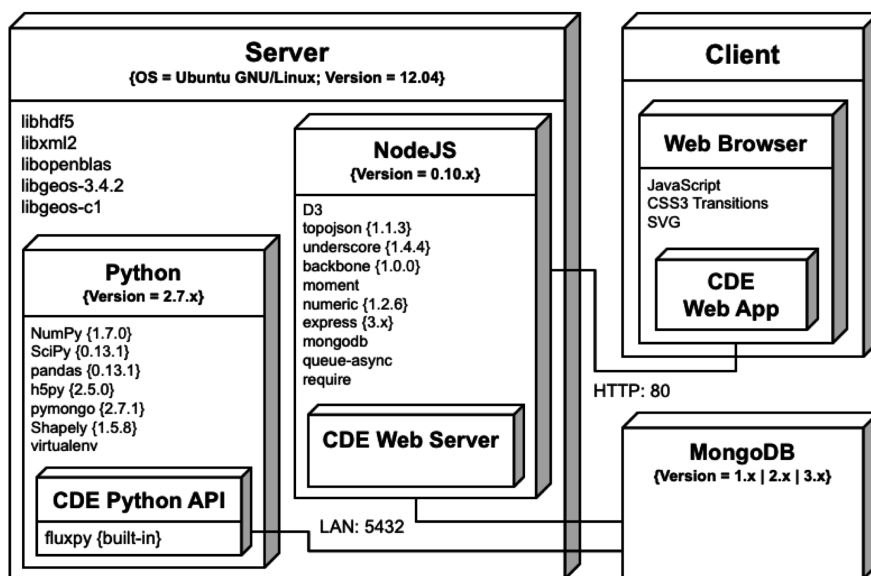 Server
{OS = Ubuntu GNU/Linux; Version = 12.04}
libhdf5
libxml2
libopenblas
libgeos-3.4.2
libgeos-c1
Python
{Version = 2.7.x}
NumPy {1.7.0}
SciPy {0.13.1}
pandas {0.13.1}
h5py {2.5.0}
pymongo {2.7.1}
Shapely {1.5.8}
virtualenv
CDE Python API
fluxpy {built-in}
NodeJS
{Version = 0.10.x}
D3
topojson {1.1.3}
underscore {1.4.4}
backbone {1.0.0}
moment
numeric {1.2.6}
express {3.x}
mongodb
queue-async
require
CDE Web Server
LAN: 5432
Client
Web Browser
JavaScript
CSS3 Transitions
SVG
CDE
Web App
HTTP: 80
MongoDB
{Version = 1.x | 2.x | 3.x}